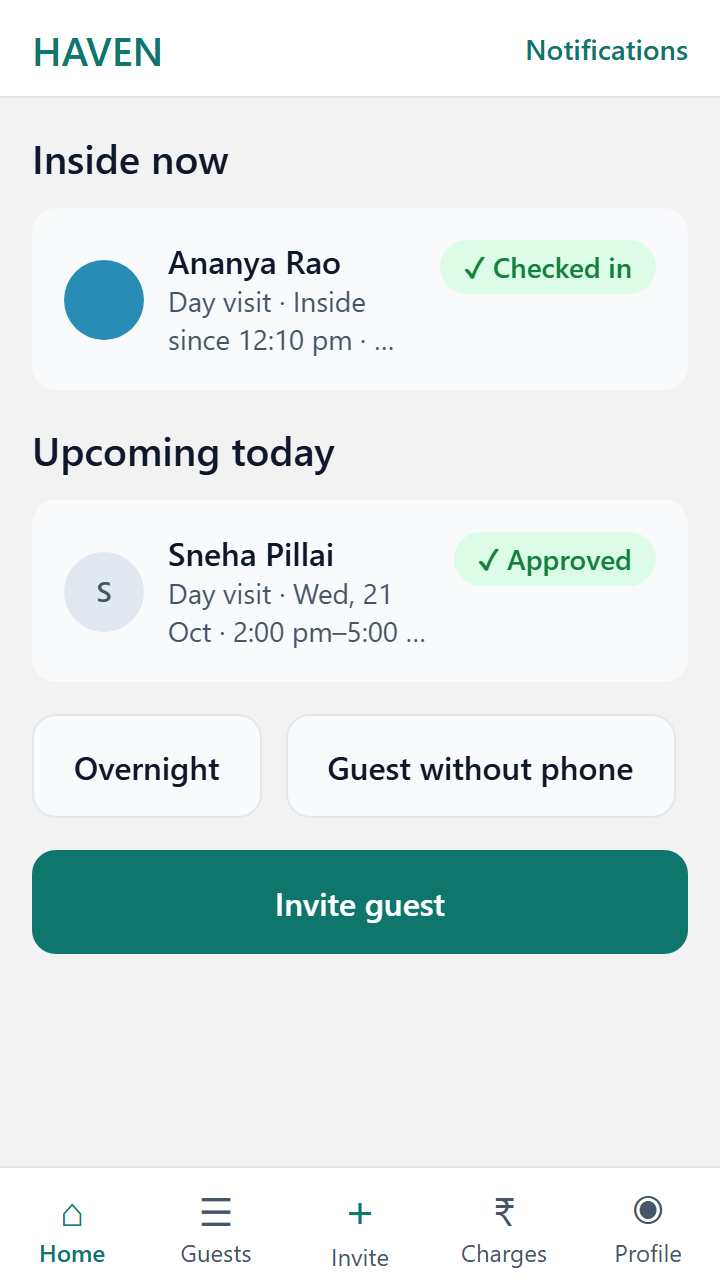 HAVEN
Notifications
Inside now
Ananya Rao
✓ Checked in
Day visit · Inside
since 12:10 pm · ...
Upcoming today
S
Sneha Pillai
✓ Approved
Day visit · Wed, 21
Oct · 2:00 pm–5:00 ...
Overnight
Guest without phone
Invite guest
₹
Home
Guests
Invite
Charges
Profile